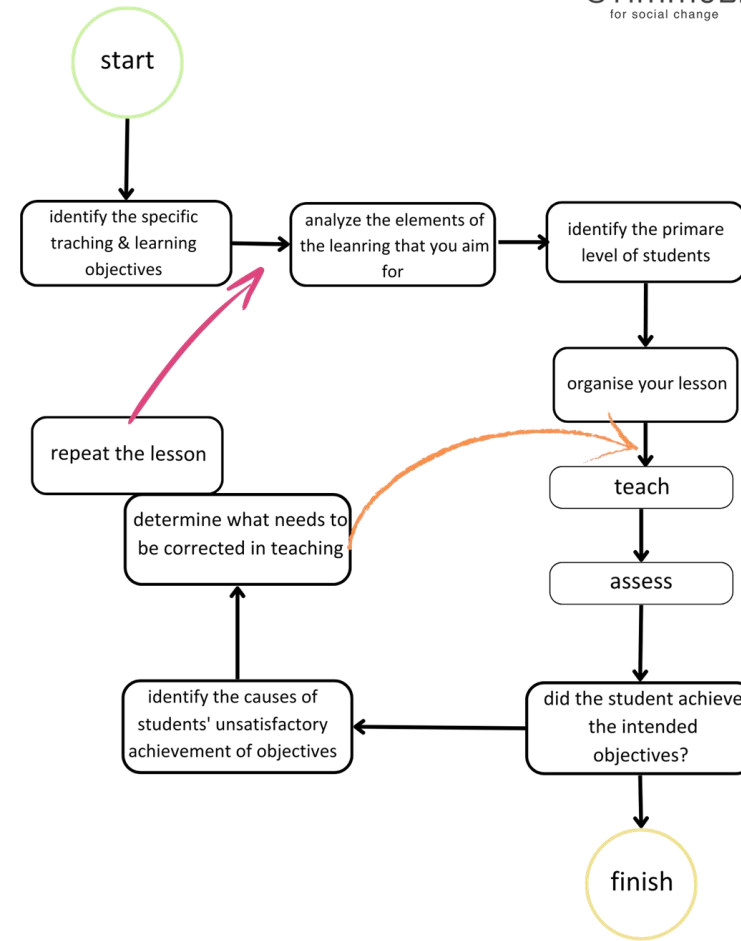 for social change
start
identify the specific
traching & learning
objectives
analyze the elements of
the leanring that you aim
for
identify the primare
level of students
organise your lesson
repeat the lesson
teach
determine what needs to
be corrected in teaching
assess
identify the causes of
students' unsatisfactory
achievement of objectives
did the student achieve
the intended
objectives?
finish